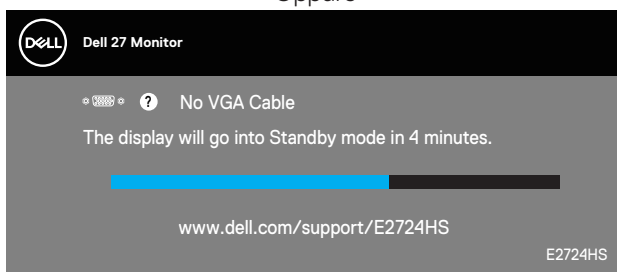 Oppure
DELL Dell 27 Monitor
? No VGA Cable
The display will go into Standby mode in 4 minutes.
www.dell.com/support/E2724HS
E2724HS